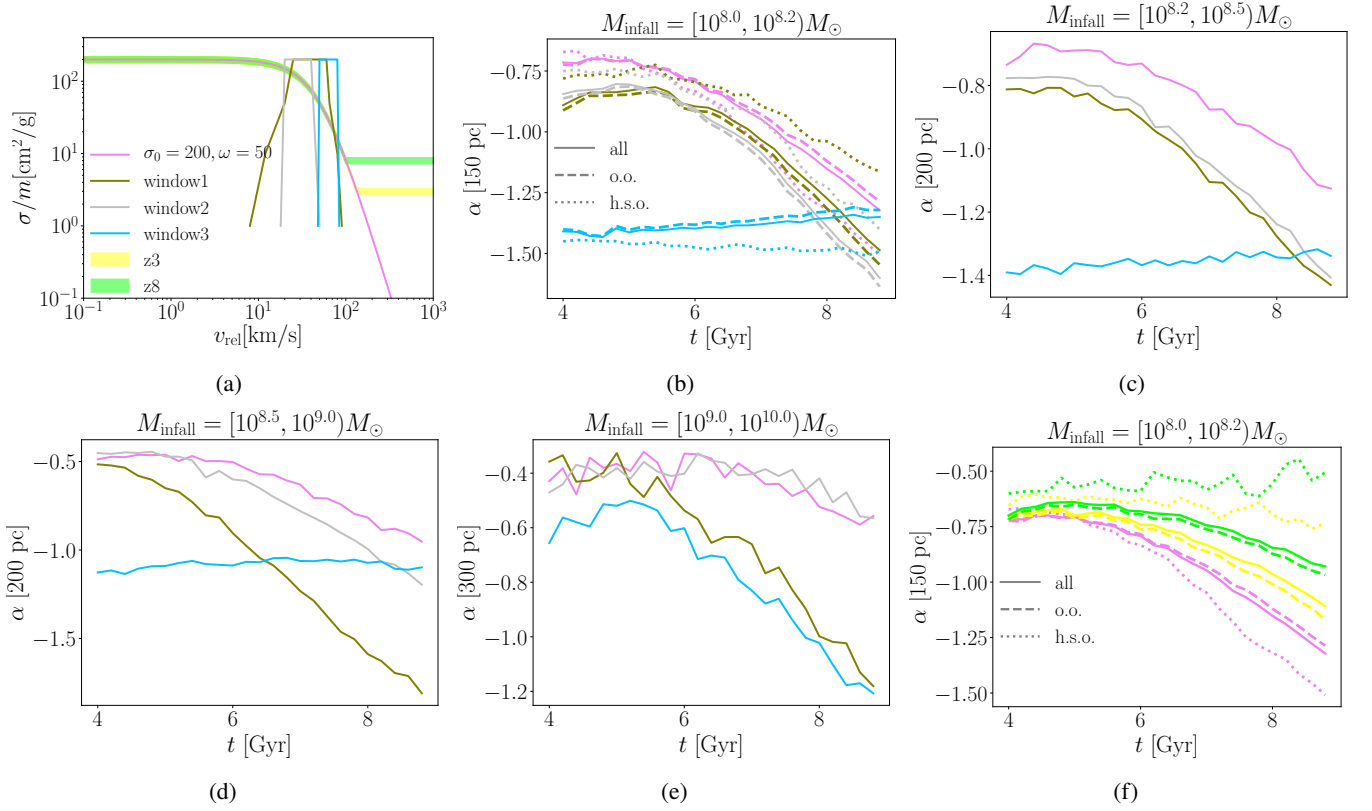 σ/m[cm²/g]
10²
10¹
10⁰
10⁻¹
σ₀ = 200, ω = 50
window1
window2
window3
z3
z8
10⁻¹ 10⁰ 10¹ 10² 10³
v_rel[km/s]
(a)
M_infall = [10^8.0, 10^8.2)M_⊙
α [150 pc]
−0.75
−1.00
−1.25
−1.50
all
o.o.
h.s.o.
4 6 8
t [Gyr]
(b)
M_infall = [10^8.2, 10^8.5)M_⊙
α [200 pc]
−0.8
−1.0
−1.2
−1.4
4 6 8
t [Gyr]
(c)
M_infall = [10^8.5, 10^9.0)M_⊙
α [200 pc]
−0.5
−1.0
−1.5
4 6 8
t [Gyr]
(d)
M_infall = [10^9.0, 10^10.0)M_⊙
α [300 pc]
−0.4
−0.6
−0.8
−1.0
−1.2
4 6 8
t [Gyr]
(e)
M_infall = [10^8.0, 10^8.2)M_⊙
α [150 pc]
−0.50
−0.75
−1.00
−1.25
−1.50
all
o.o.
h.s.o.
4 6 8
t [Gyr]
(f)